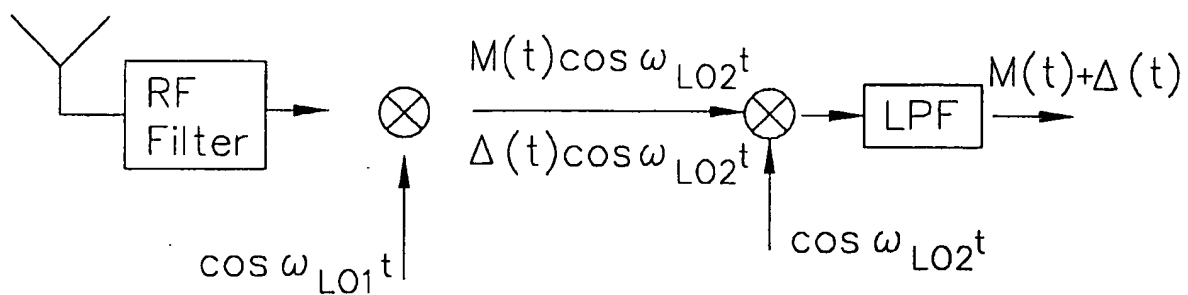 RF
Filter
M(t)cos ω_LO2 t
Δ(t)cos ω_LO2 t
LPF
M(t)+Δ(t)
cos ω_LO1 t
cos ω_LO2 t